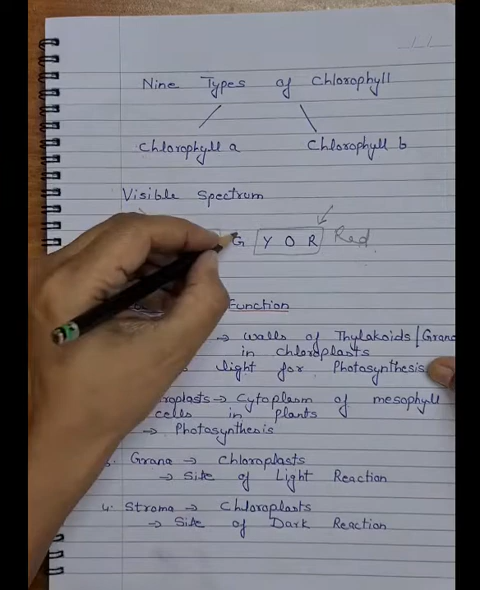 Nine Types of Chlorophyll
Chlorophyll a Chlorophyll b
Visible Spectrum
G Y O R Red
Function
→ Walls of Thylakoids/Grana
in Chloroplasts
light for Photosynthesis
roplasts → Cytoplasm of mesophyll
cells in plants
→ Photosynthesis
3. Grana → Chloroplasts
→ Site of Light Reaction
4. Stroma → Chloroplasts
→ Site of Dark Reaction